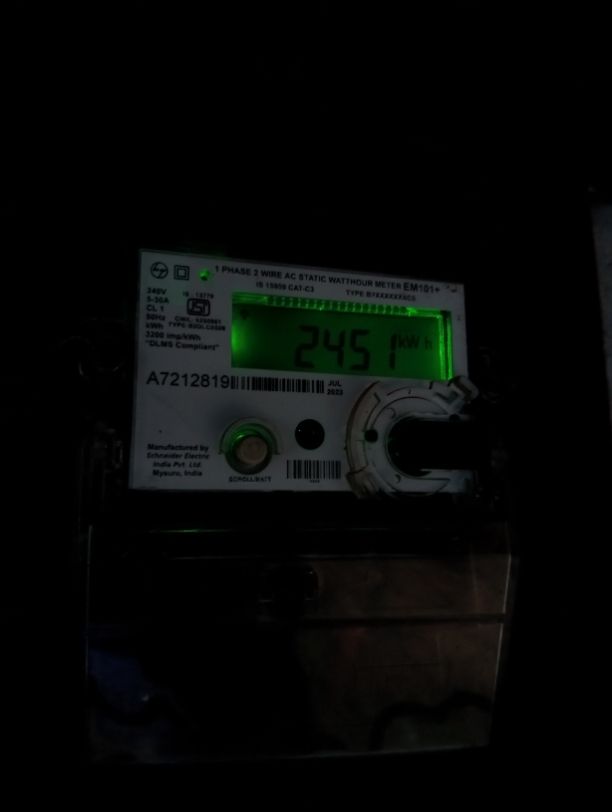 1 PHASE 2 WIRE AC STATIC WATTHOUR METER EM101+
IS 15959 CAT-C3
240V
5-30A
CL 1
50Hz
kWh
3200 imp/kWh
"DLMS Compliant"
IS : 13779
2451 kWh
A7212819
JUL
2023
Manufactured by
Schneider Electric
India Pvt. Ltd.
Mysuru, India
SCROLL/BATT